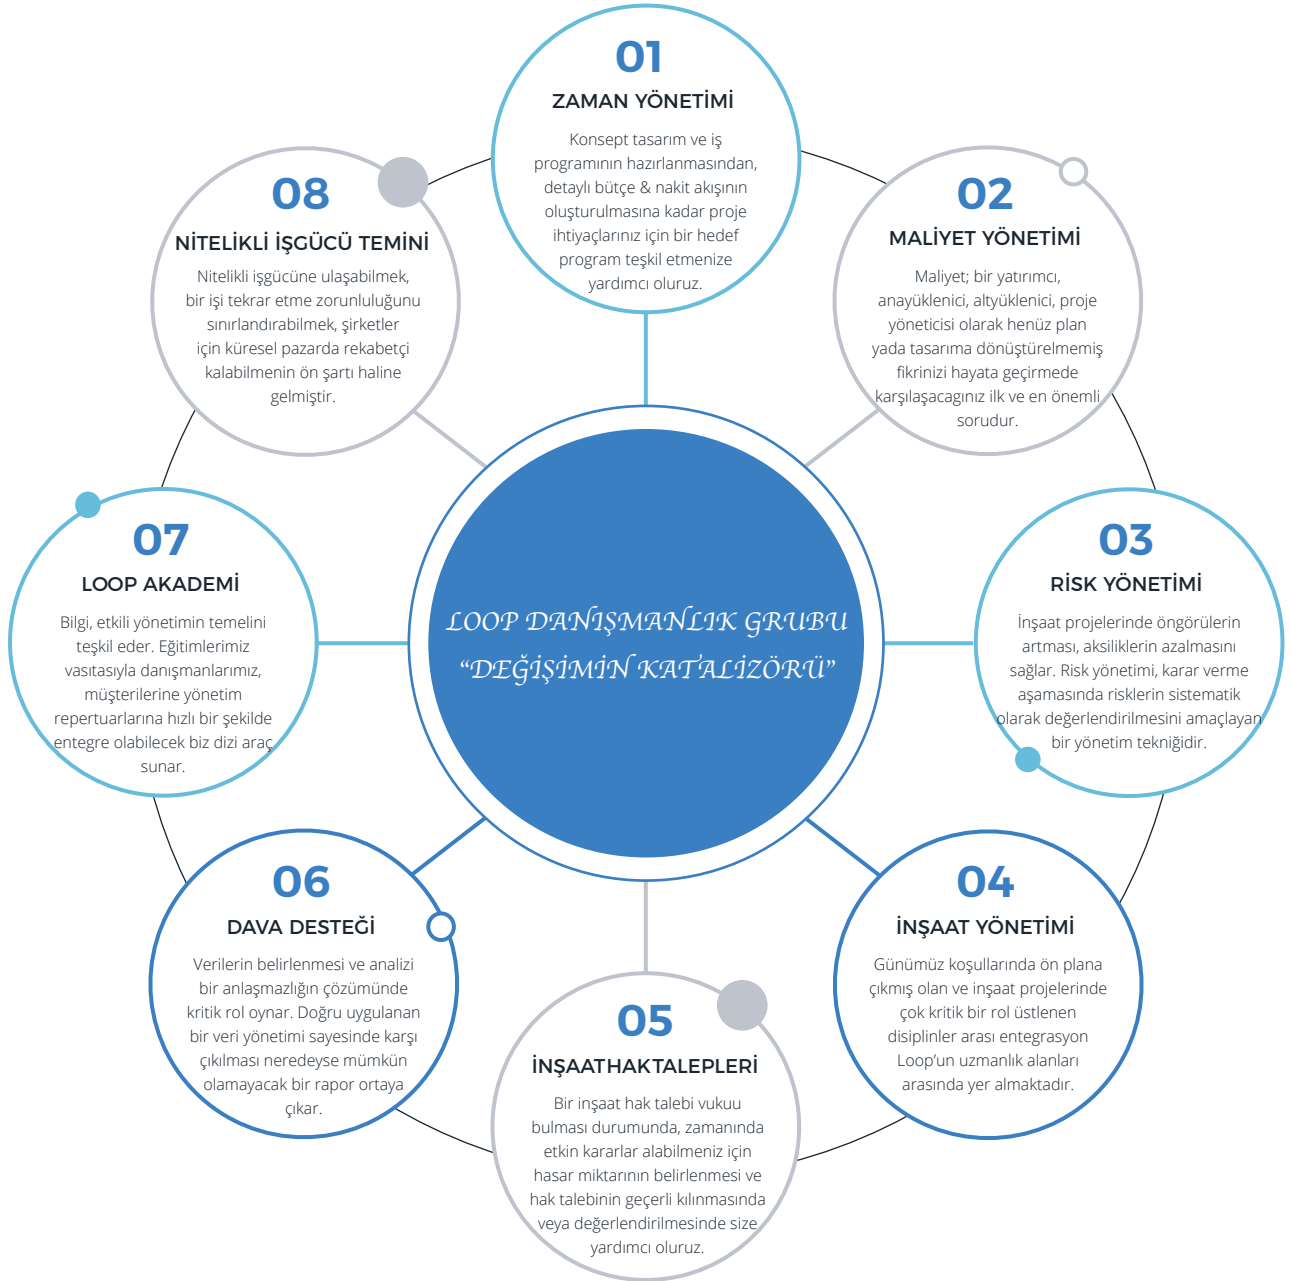 01
ZAMAN YÖNETİMİ
Konsept tasarım ve iş
programının hazırlanmasından,
detaylı bütçe & nakit akışının
oluşturulmasına kadar proje
ihtiyaçlarınız için bir hedef
program teşkil etmenize
yardımcı oluruz.
02
MALİYET YÖNETİMİ
Maliyet; bir yatırımcı,
anayüklenici, altyüklenici, proje
yöneticisi olarak henüz plan
yada tasarıma dönüştürelmemiş
fikrinizi hayata geçirmede
karşılaşacagınız ilk ve en önemli
sorudur.
03
RİSK YÖNETİMİ
İnşaat projelerinde öngörülerin
artması, aksiliklerin azalmasını
sağlar. Risk yönetimi, karar verme
aşamasında risklerin sistematik
olarak değerlendirilmesini amaçlayan
bir yönetim tekniğidir.
04
İNŞAAT YÖNETİMİ
Günümüz koşullarında ön plana
çıkmış olan ve inşaat projelerinde
çok kritik bir rol üstlenen
disiplinler arası entegrasyon
Loop’un uzmanlık alanları
arasında yer almaktadır.
05
İNŞAATHAKTALEPLERİ
Bir inşaat hak talebi vukuu
bulması durumunda, zamanında
etkin kararlar alabilmeniz için
hasar miktarının belirlenmesi ve
hak talebinin geçerli kılınmasında
veya değerlendirilmesinde size
yardımcı oluruz.
06
DAVA DESTEĞİ
Verilerin belirlenmesi ve analizi
bir anlaşmazlığın çözümünde
kritik rol oynar. Doğru uygulanan
bir veri yönetimi sayesinde karşı
çıkılması neredeyse mümkün
olamayacak bir rapor ortaya
çıkar.
07
LOOP AKADEMİ
Bilgi, etkili yönetimin temelini
teşkil eder. Eğitimlerimiz
vasıtasıyla danışmanlarımız,
müşterilerine yönetim
repertuarlarına hızlı bir şekilde
entegre olabilecek biz dizi araç
sunar.
08
NİTELİKLİ İŞGÜCÜ TEMİNİ
Nitelikli işgücüne ulaşabilmek,
bir işi tekrar etme zorunluluğunu
sınırlandırabilmek, şirketler
için küresel pazarda rekabetçi
kalabilmenin ön şartı haline
gelmiştir.
LOOP DANIŞMANLIK GRUBU
“DEĞİŞİMİN KATALİZÖRÜ”